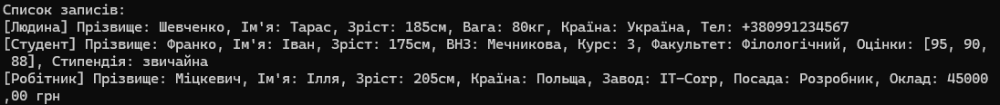 Список записів:
[Людина] Прізвище: Шевченко, Ім'я: Тарас, Зріст: 185см, Вага: 80кг, Країна: Україна, Тел: +380991234567
[Студент] Прізвище: Франко, Ім'я: Іван, Зріст: 175см, ВНЗ: Мечникова, Курс: 3, Факультет: Філологічний, Оцінки: [95, 90,
88], Стипендія: звичайна
[Робітник] Прізвище: Міцкевич, Ім'я: Ілля, Зріст: 205см, Країна: Польща, Завод: IT-Corp, Посада: Розробник, Оклад: 45000
,00 грн